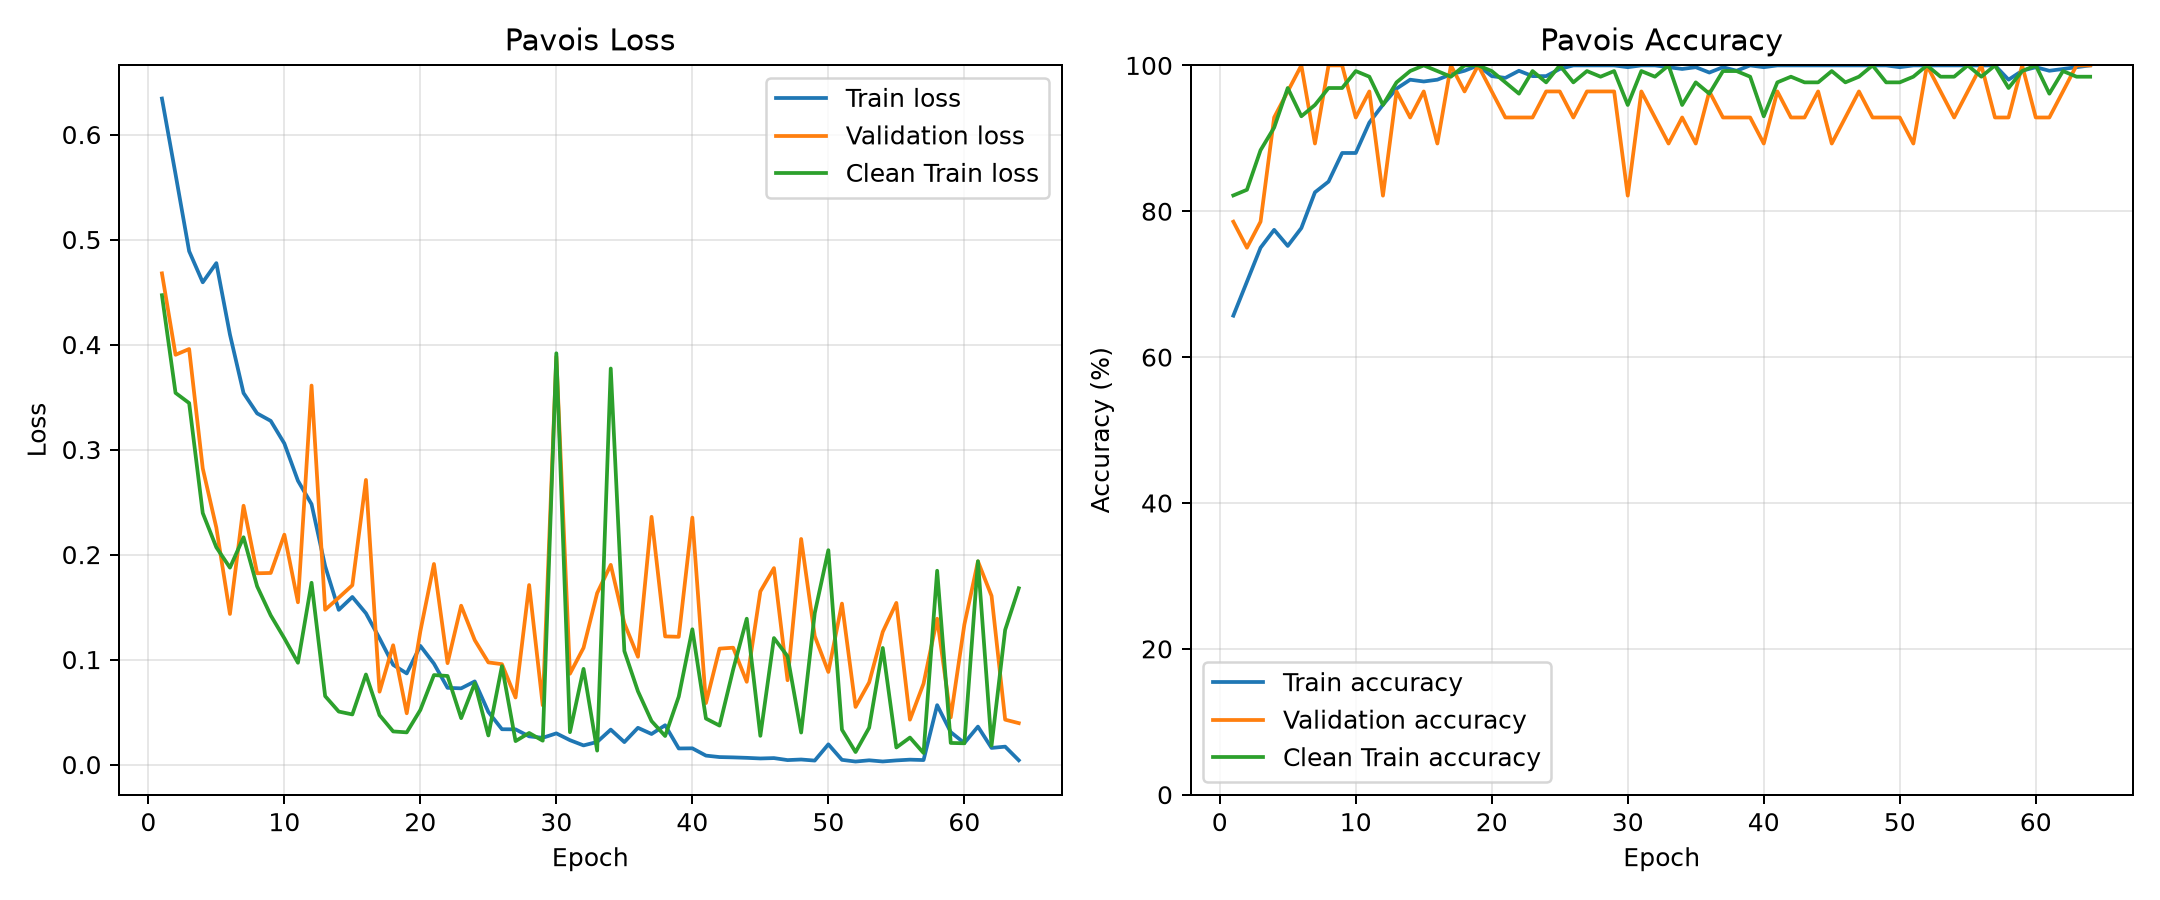 Pavois Loss
Train loss
Validation loss
Clean Train loss
0.6
0.5
0.4
0.3
0.2
0.1
0.0
Loss
0 10 20 30 40 50 60
Epoch
Pavois Accuracy
100
80
60
40
20
0
Accuracy (%)
Train accuracy
Validation accuracy
Clean Train accuracy
0 10 20 30 40 50 60
Epoch